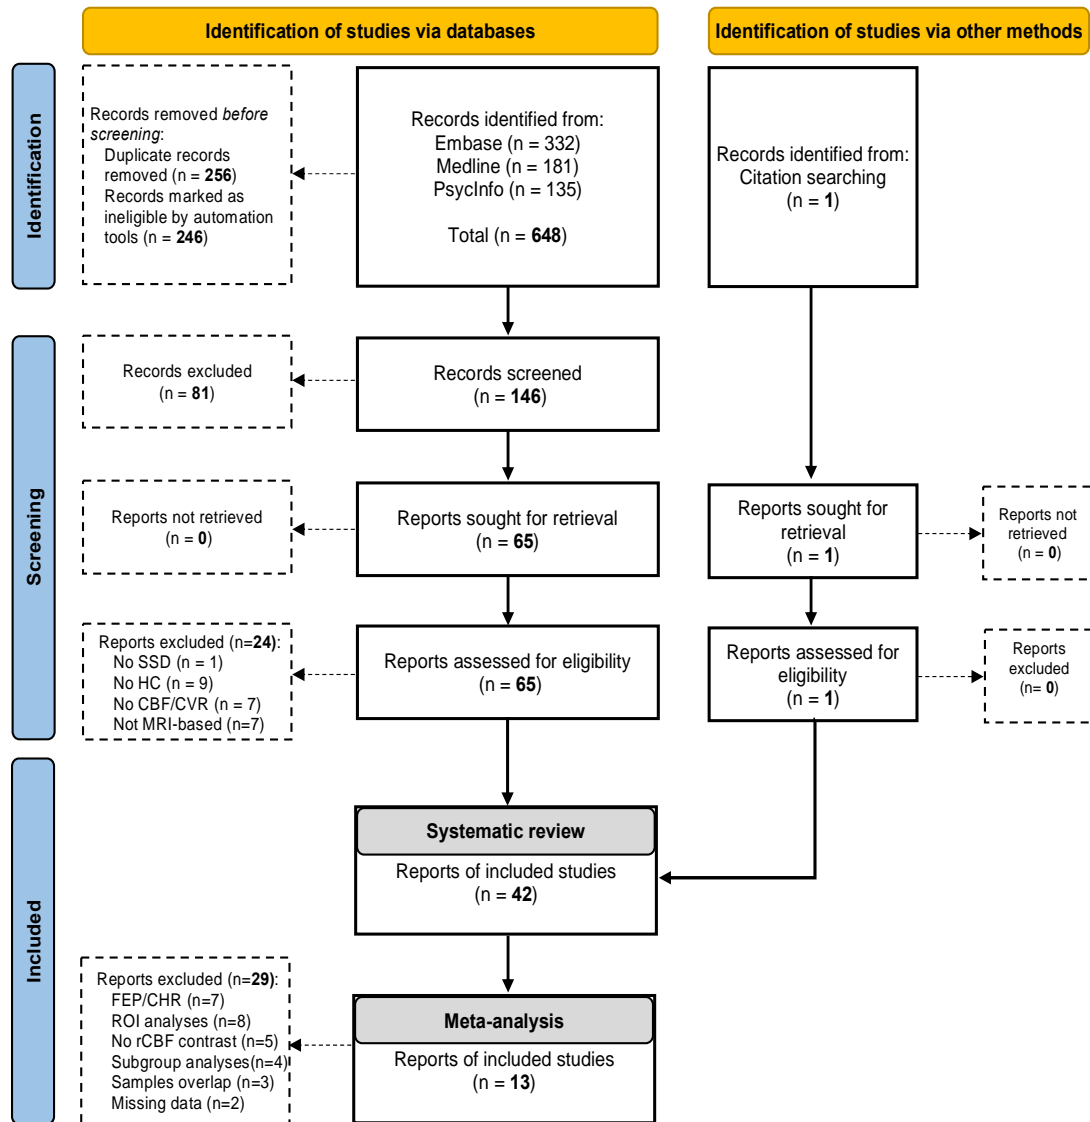 Identification of studies via databases
Identification of studies via other methods
Identification
Records removed before
screening:
Duplicate records
removed (n = 256)
Records marked as
ineligible by automation
tools (n = 246)
Records identified from:
Embase (n = 332)
Medline (n = 181)
PsycInfo (n = 135)
Total (n = 648)
Records identified from:
Citation searching
(n = 1)
Screening
Records excluded
(n = 81)
Records screened
(n = 146)
Reports not retrieved
(n = 0)
Reports sought for retrieval
(n = 65)
Reports sought for
retrieval
(n = 1)
Reports not
retrieved
(n = 0)
Reports excluded (n=24):
No SSD (n = 1)
No HC (n = 9)
No CBF/CVR (n = 7)
Not MRI-based (n=7)
Reports assessed for eligibility
(n = 65)
Reports assessed for
eligibility
(n = 1)
Reports
excluded
(n= 0)
Included
Systematic review
Reports of included studies
(n = 42)
Reports excluded (n=29):
FEP/CHR (n=7)
ROI analyses (n=8)
No rCBF contrast (n=5)
Subgroup analyses(n=4)
Samples overlap (n=3)
Missing data (n=2)
Meta-analysis
Reports of included studies
(n = 13)